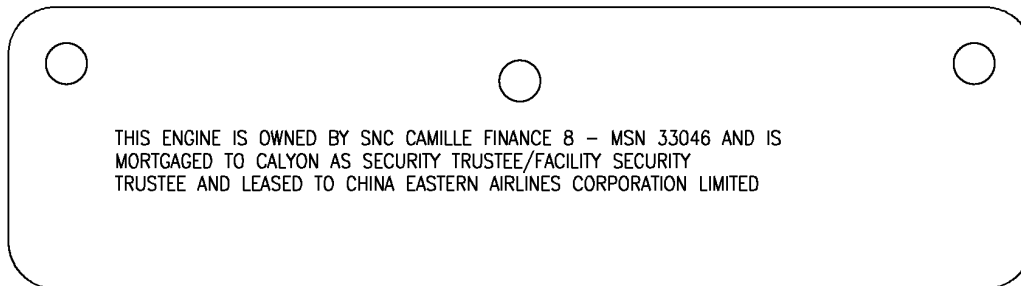 THIS ENGINE IS OWNED BY SNC CAMILLE FINANCE 8 – MSN 33046 AND IS
MORTGAGED TO CALYON AS SECURITY TRUSTEE/FACILITY SECURITY
TRUSTEE AND LEASED TO CHINA EASTERN AIRLINES CORPORATION LIMITED